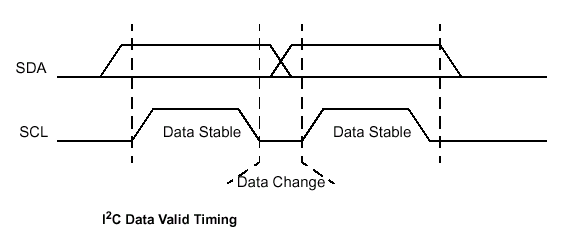 SDA
SCL
Data Stable
Data Stable
Data Change
I²C Data Valid Timing